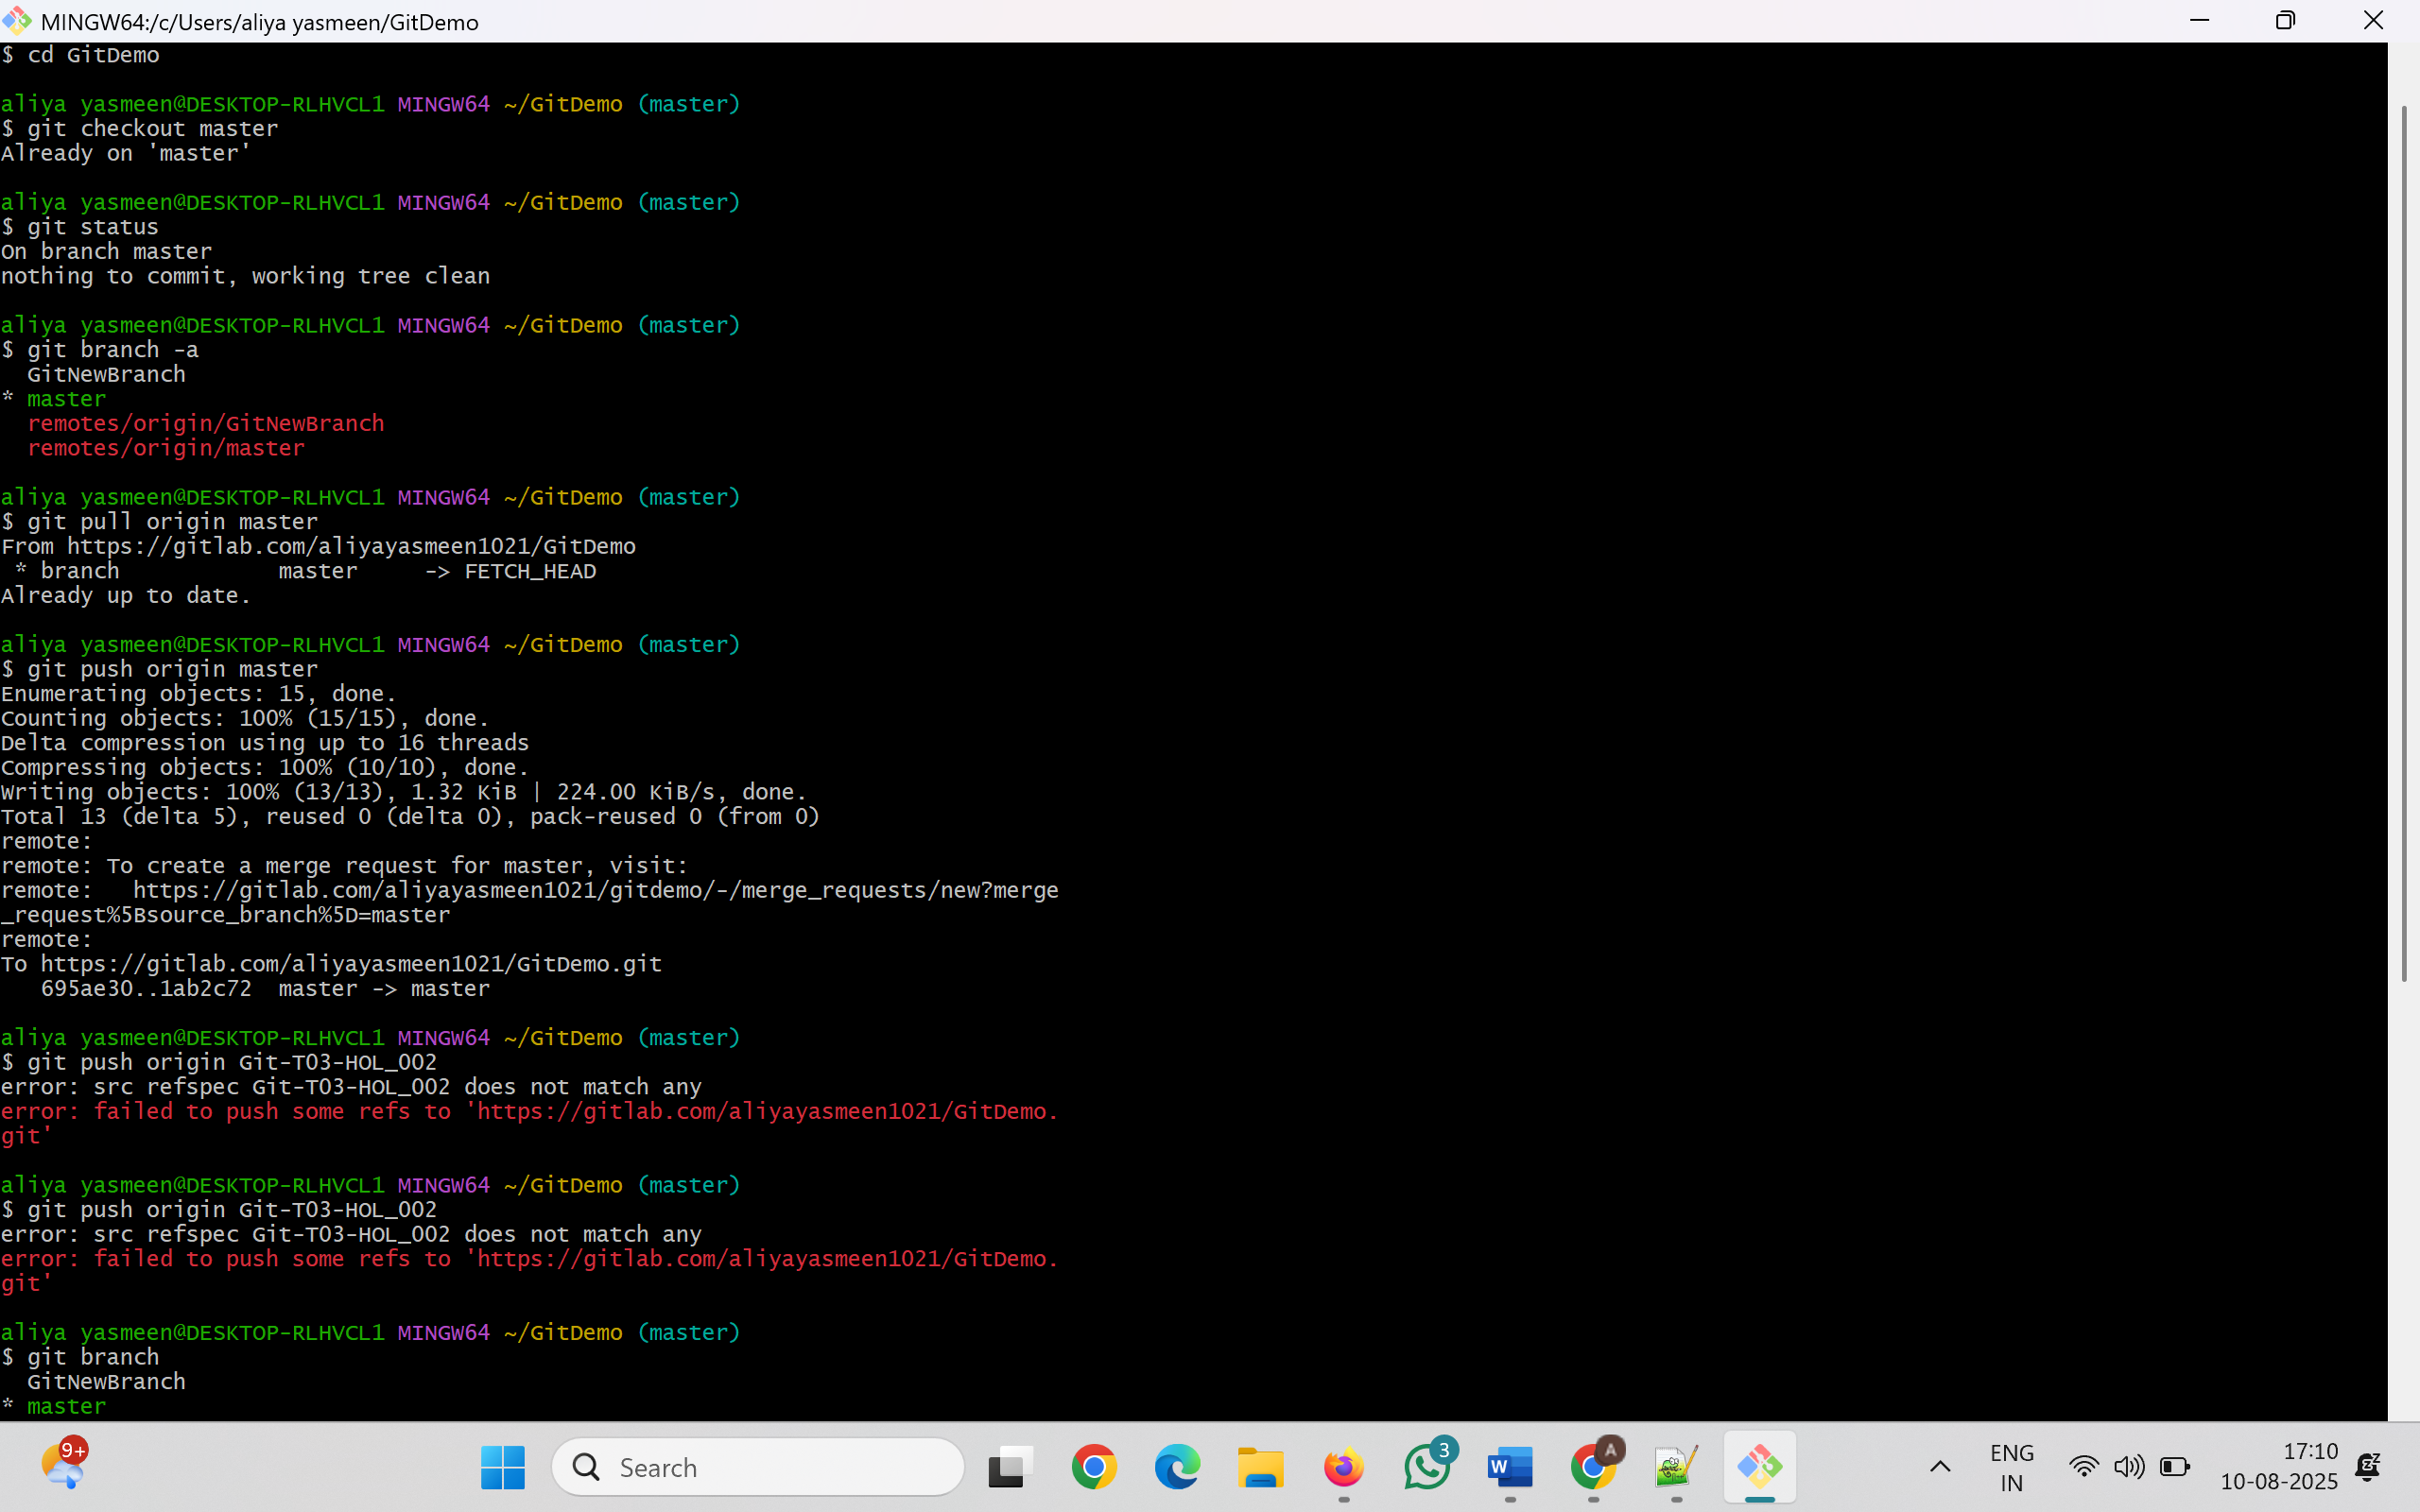 MINGW64:/c/Users/aliya yasmeen/GitDemo
$ cd GitDemo
aliya yasmeen@DESKTOP-RLHVCL1 MINGW64 ~/GitDemo (master)
$ git checkout master
Already on 'master'
aliya yasmeen@DESKTOP-RLHVCL1 MINGW64 ~/GitDemo (master)
$ git status
On branch master
nothing to commit, working tree clean
aliya yasmeen@DESKTOP-RLHVCL1 MINGW64 ~/GitDemo (master)
$ git branch -a
  GitNewBranch
* master
  remotes/origin/GitNewBranch
  remotes/origin/master
aliya yasmeen@DESKTOP-RLHVCL1 MINGW64 ~/GitDemo (master)
$ git pull origin master
From https://gitlab.com/aliyayasmeen1021/GitDemo
 * branch            master     -> FETCH_HEAD
Already up to date.
aliya yasmeen@DESKTOP-RLHVCL1 MINGW64 ~/GitDemo (master)
$ git push origin master
Enumerating objects: 15, done.
Counting objects: 100% (15/15), done.
Delta compression using up to 16 threads
Compressing objects: 100% (10/10), done.
Writing objects: 100% (13/13), 1.32 KiB | 224.00 KiB/s, done.
Total 13 (delta 5), reused 0 (delta 0), pack-reused 0 (from 0)
remote:
remote: To create a merge request for master, visit:
remote:   https://gitlab.com/aliyayasmeen1021/gitdemo/-/merge_requests/new?merge
_request%5Bsource_branch%5D=master
remote:
To https://gitlab.com/aliyayasmeen1021/GitDemo.git
   695ae30..1ab2c72  master -> master
aliya yasmeen@DESKTOP-RLHVCL1 MINGW64 ~/GitDemo (master)
$ git push origin Git-T03-HOL_002
error: src refspec Git-T03-HOL_002 does not match any
error: failed to push some refs to 'https://gitlab.com/aliyayasmeen1021/GitDemo.
git'
aliya yasmeen@DESKTOP-RLHVCL1 MINGW64 ~/GitDemo (master)
$ git push origin Git-T03-HOL_002
error: src refspec Git-T03-HOL_002 does not match any
error: failed to push some refs to 'https://gitlab.com/aliyayasmeen1021/GitDemo.
git'
aliya yasmeen@DESKTOP-RLHVCL1 MINGW64 ~/GitDemo (master)
$ git branch
  GitNewBranch
* master
9+
Search
3
W
A
ENG
IN
17:10
10-08-2025